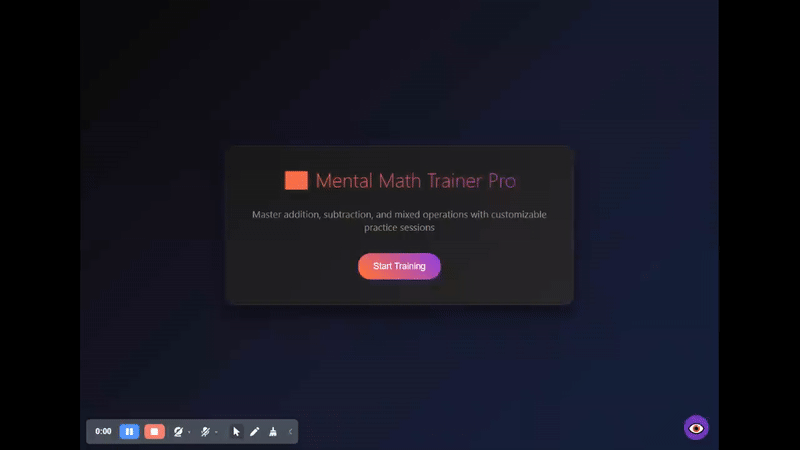 Mental Math Trainer Pro
Master addition, subtraction, and mixed operations with customizable
practice sessions
Start Training
0:00